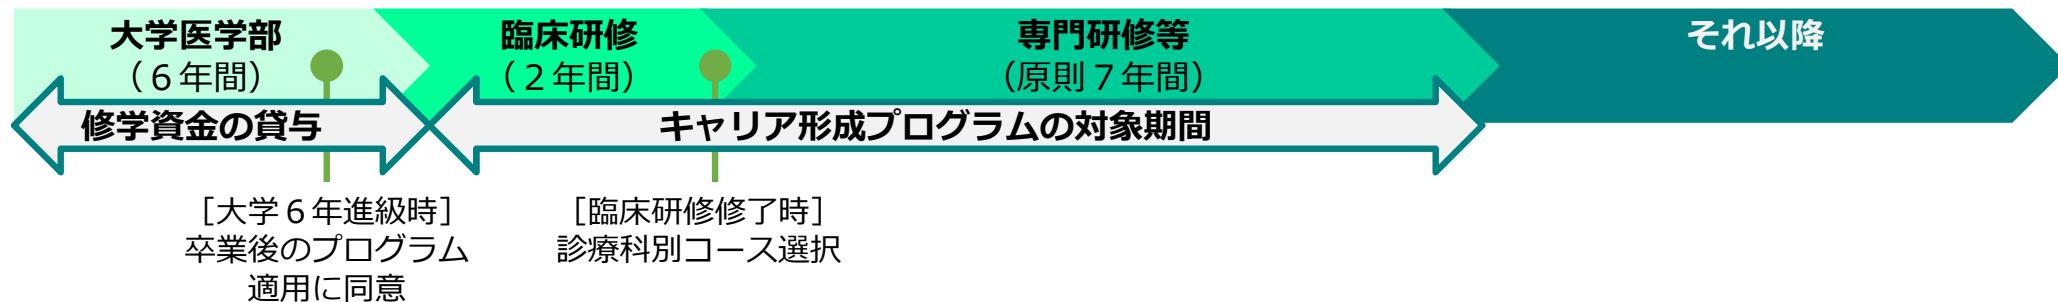 大学医学部
（６年間）
臨床研修
（２年間）
専門研修等
（原則７年間）
それ以降
修学資金の貸与
キャリア形成プログラムの対象期間
［大学６年進級時］
卒業後のプログラム
適用に同意
［臨床研修修了時］
診療科別コース選択